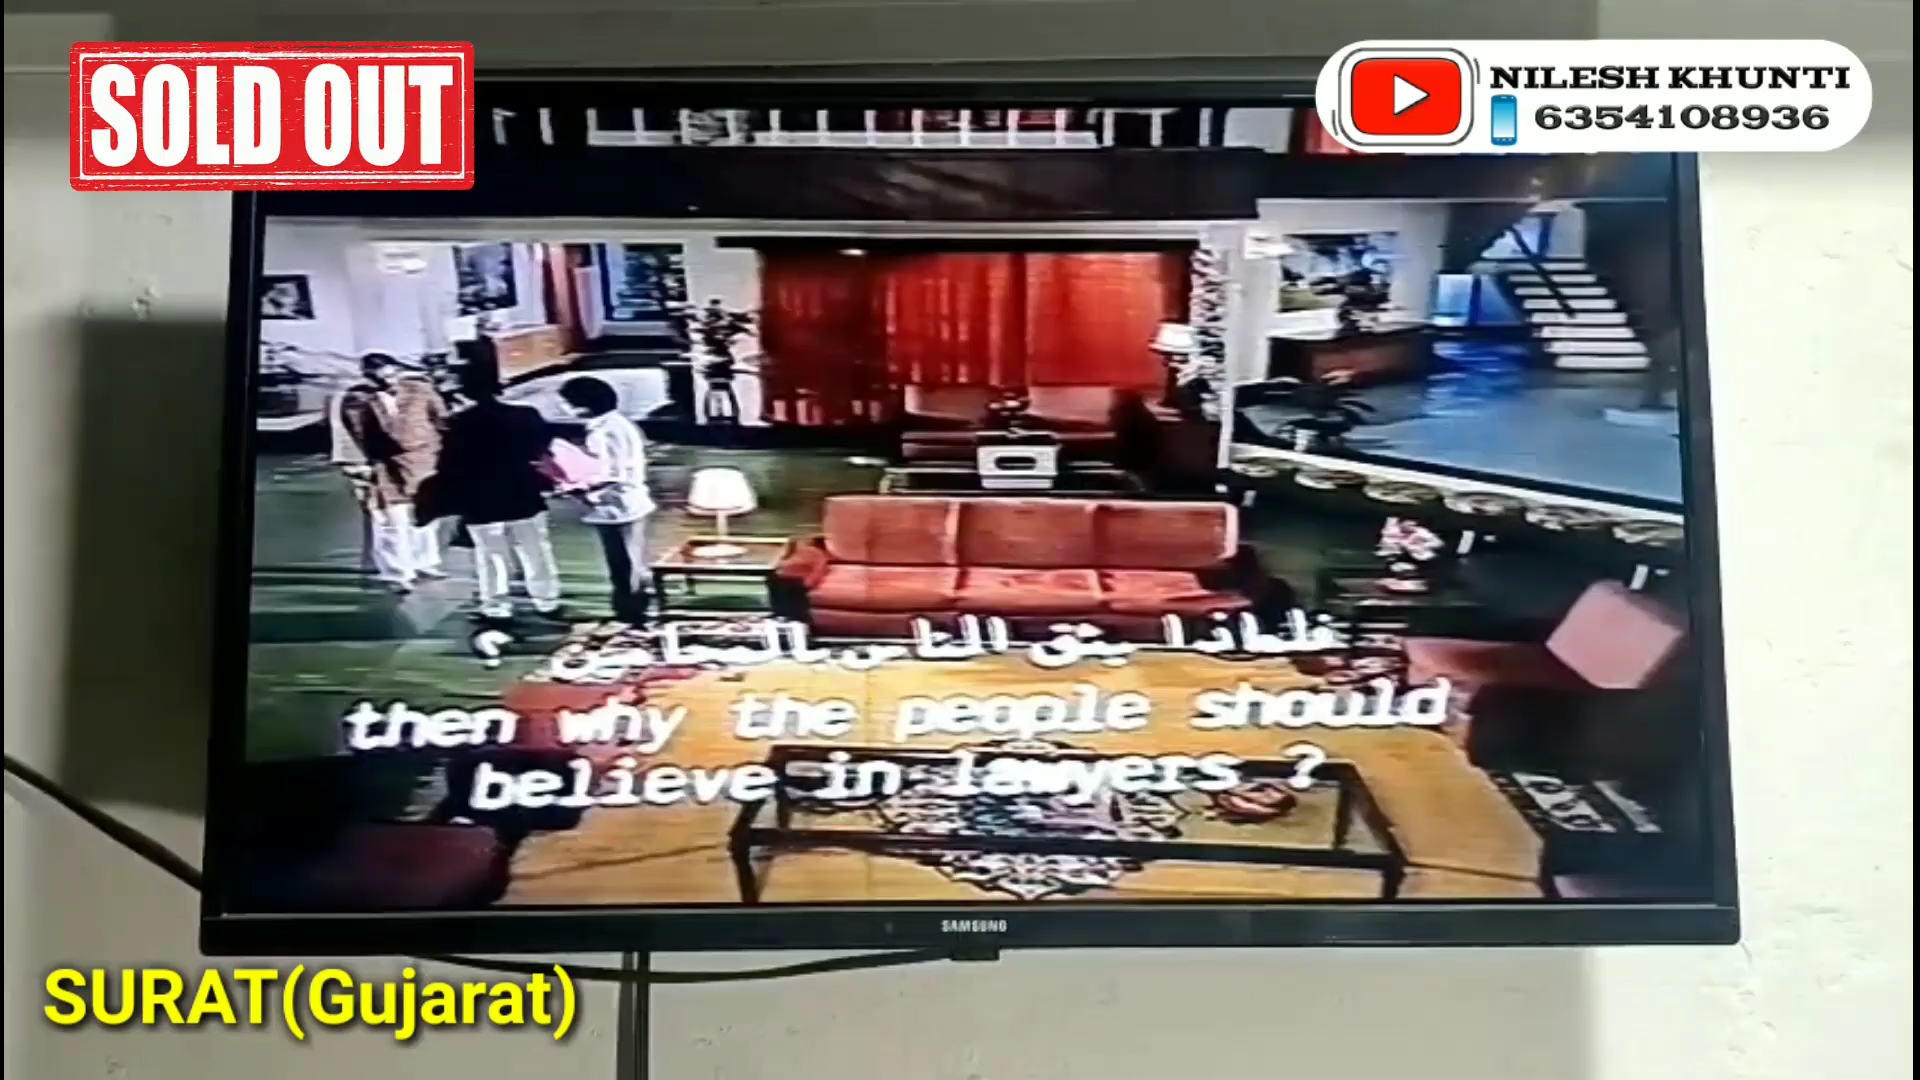 SOLD OUT
NILESH KHUNTI
6354108936
فلماذا يثق الناس بالمحامين ؟
then why the people should
believe in lawyers ?
SAMSUNG
SURAT(Gujarat)